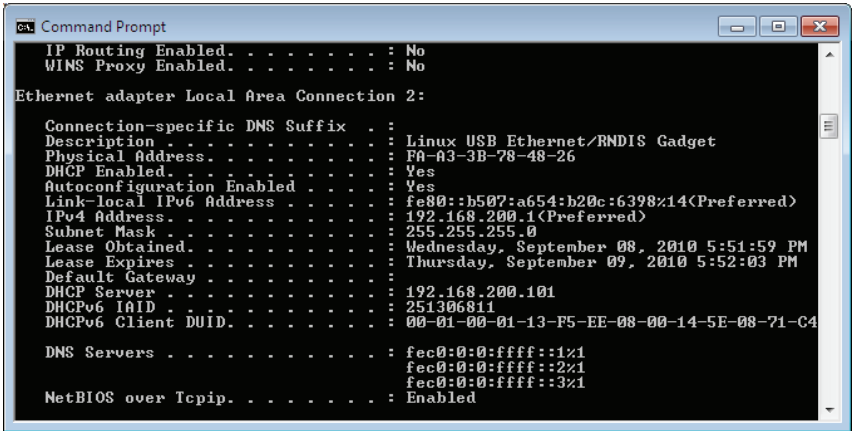 Command Prompt
IP Routing Enabled. . . . . . . . : No
WINS Proxy Enabled. . . . . . . . : No
Ethernet adapter Local Area Connection 2:
Connection-specific DNS Suffix . :
Description . . . . . . . . . . . : Linux USB Ethernet/RNDIS Gadget
Physical Address. . . . . . . . . : FA-A3-3B-78-48-26
DHCP Enabled. . . . . . . . . . . : Yes
Autoconfiguration Enabled . . . . : Yes
Link-local IPv6 Address . . . . . : fe80::b507:a654:b20c:6398%14(Preferred)
IPv4 Address. . . . . . . . . . . : 192.168.200.1(Preferred)
Subnet Mask . . . . . . . . . . . : 255.255.255.0
Lease Obtained. . . . . . . . . . : Wednesday, September 08, 2010 5:51:59 PM
Lease Expires . . . . . . . . . . : Thursday, September 09, 2010 5:52:03 PM
Default Gateway . . . . . . . . . :
DHCP Server . . . . . . . . . . . : 192.168.200.101
DHCPv6 IAID . . . . . . . . . . . : 251306811
DHCPv6 Client DUID. . . . . . . . : 00-01-00-01-13-F5-EE-08-00-14-5E-08-71-C4
DNS Servers . . . . . . . . . . . : fec0:0:0:ffff::1%1
fec0:0:0:ffff::2%1
fec0:0:0:ffff::3%1
NetBIOS over Tcpip. . . . . . . . : Enabled